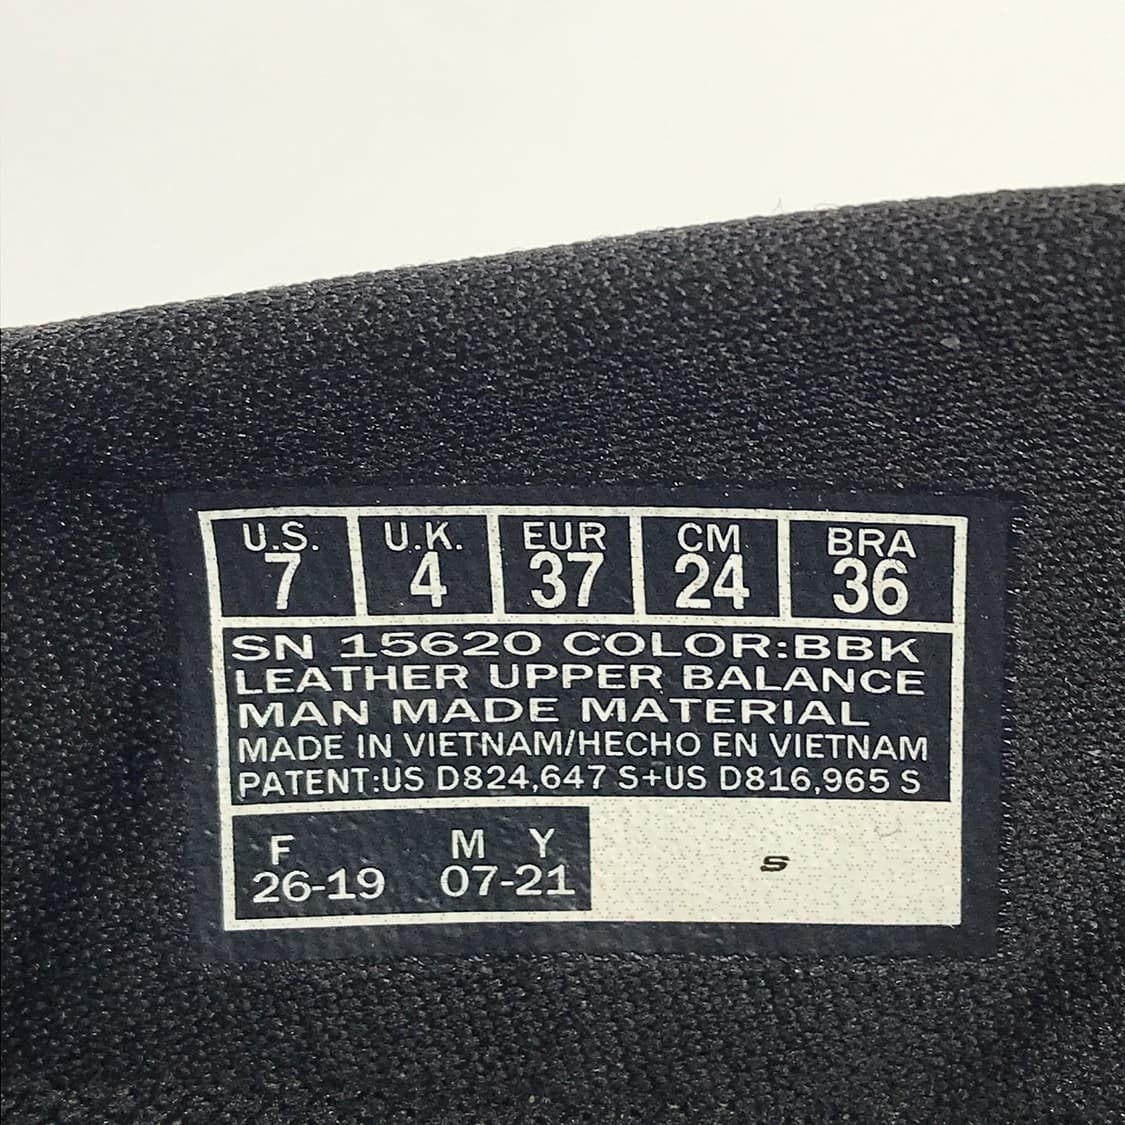 U.S. U.K. EUR CM BRA
7 4 37 24 36
SN 15620 COLOR:BBK
LEATHER UPPER BALANCE
MAN MADE MATERIAL
MADE IN VIETNAM/HECHO EN VIETNAM
PATENT:US D824,647 S+US D816,965 S
F M Y
26-19 07-21
S